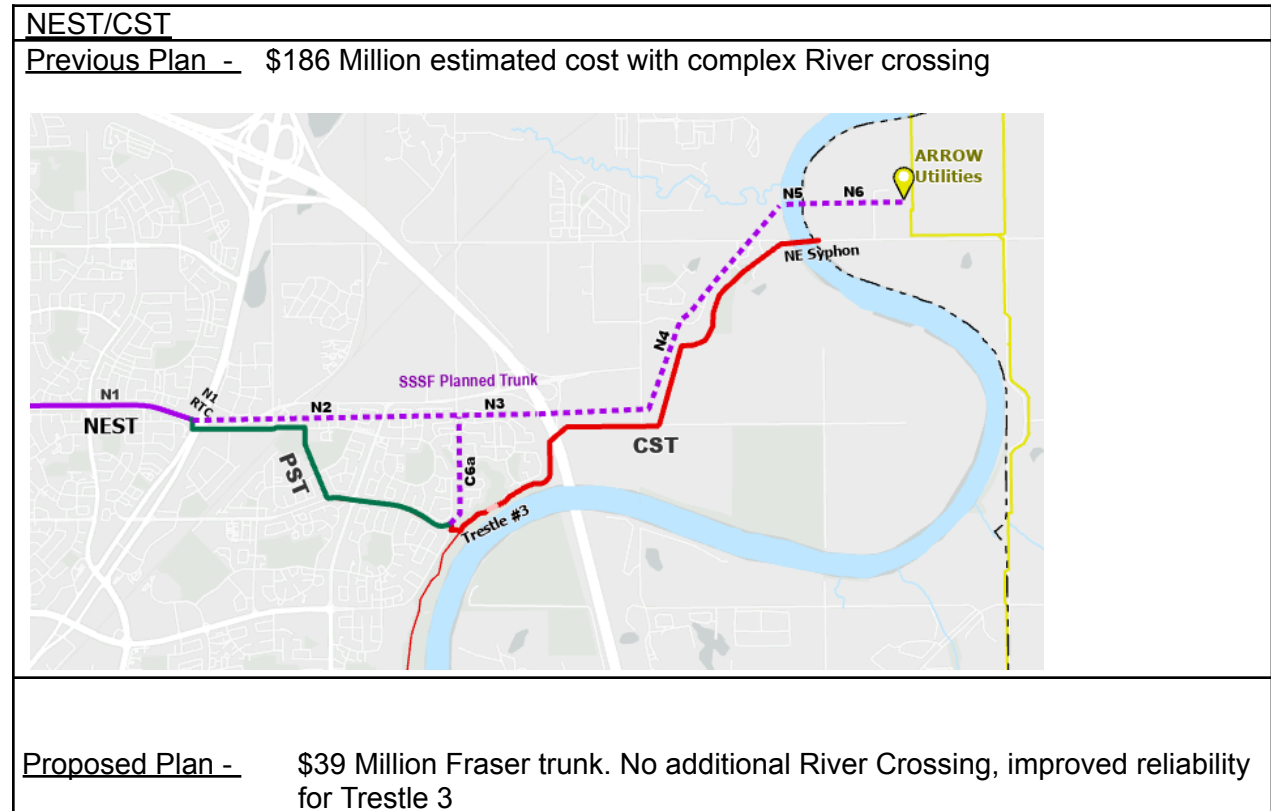 NEST/CST
Previous Plan - $186 Million estimated cost with complex River crossing
ARROW
Utilities
N5
N6
NE Syphon
N4
SSSF Planned Trunk
N1
N1
RTC
N2
N3
NEST
CST
PST
C6a
Trestle #3
Proposed Plan - $39 Million Fraser trunk. No additional River Crossing, improved reliability
for Trestle 3